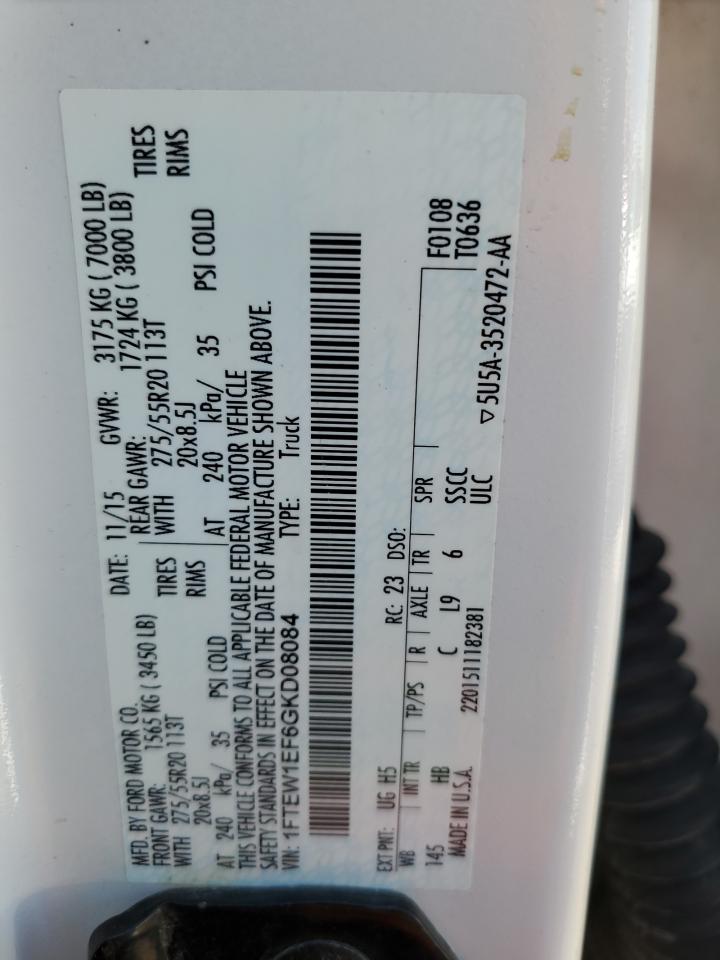 MFD. BY FORD MOTOR CO. DATE: 11/15 GVWR: 3175 KG ( 7000 LB)
FRONT GAWR: 1565 KG ( 3450 LB) REAR GAWR: 1724 KG ( 3800 LB)
WITH 275/55R20 113T TIRES WITH 275/55R20 113T TIRES
20x8.5J RIMS 20x8.5J RIMS
AT 240 kPa/ 35 PSI COLD AT 240 kPa/ 35 PSI COLD
THIS VEHICLE CONFORMS TO ALL APPLICABLE FEDERAL MOTOR VEHICLE
SAFETY STANDARDS IN EFFECT ON THE DATE OF MANUFACTURE SHOWN ABOVE.
VIN: 1FTEW1EF6GKD08084 TYPE: Truck
EXT PNT: UG H5 RC: 23 DSO: F0108
WB INT TR TP/PS R AXLE TR SPR T0636
145 HB C L9 6 SSCC
MADE IN U.S.A. 2201511182381 ULC ▽5U5A-3520472-AA